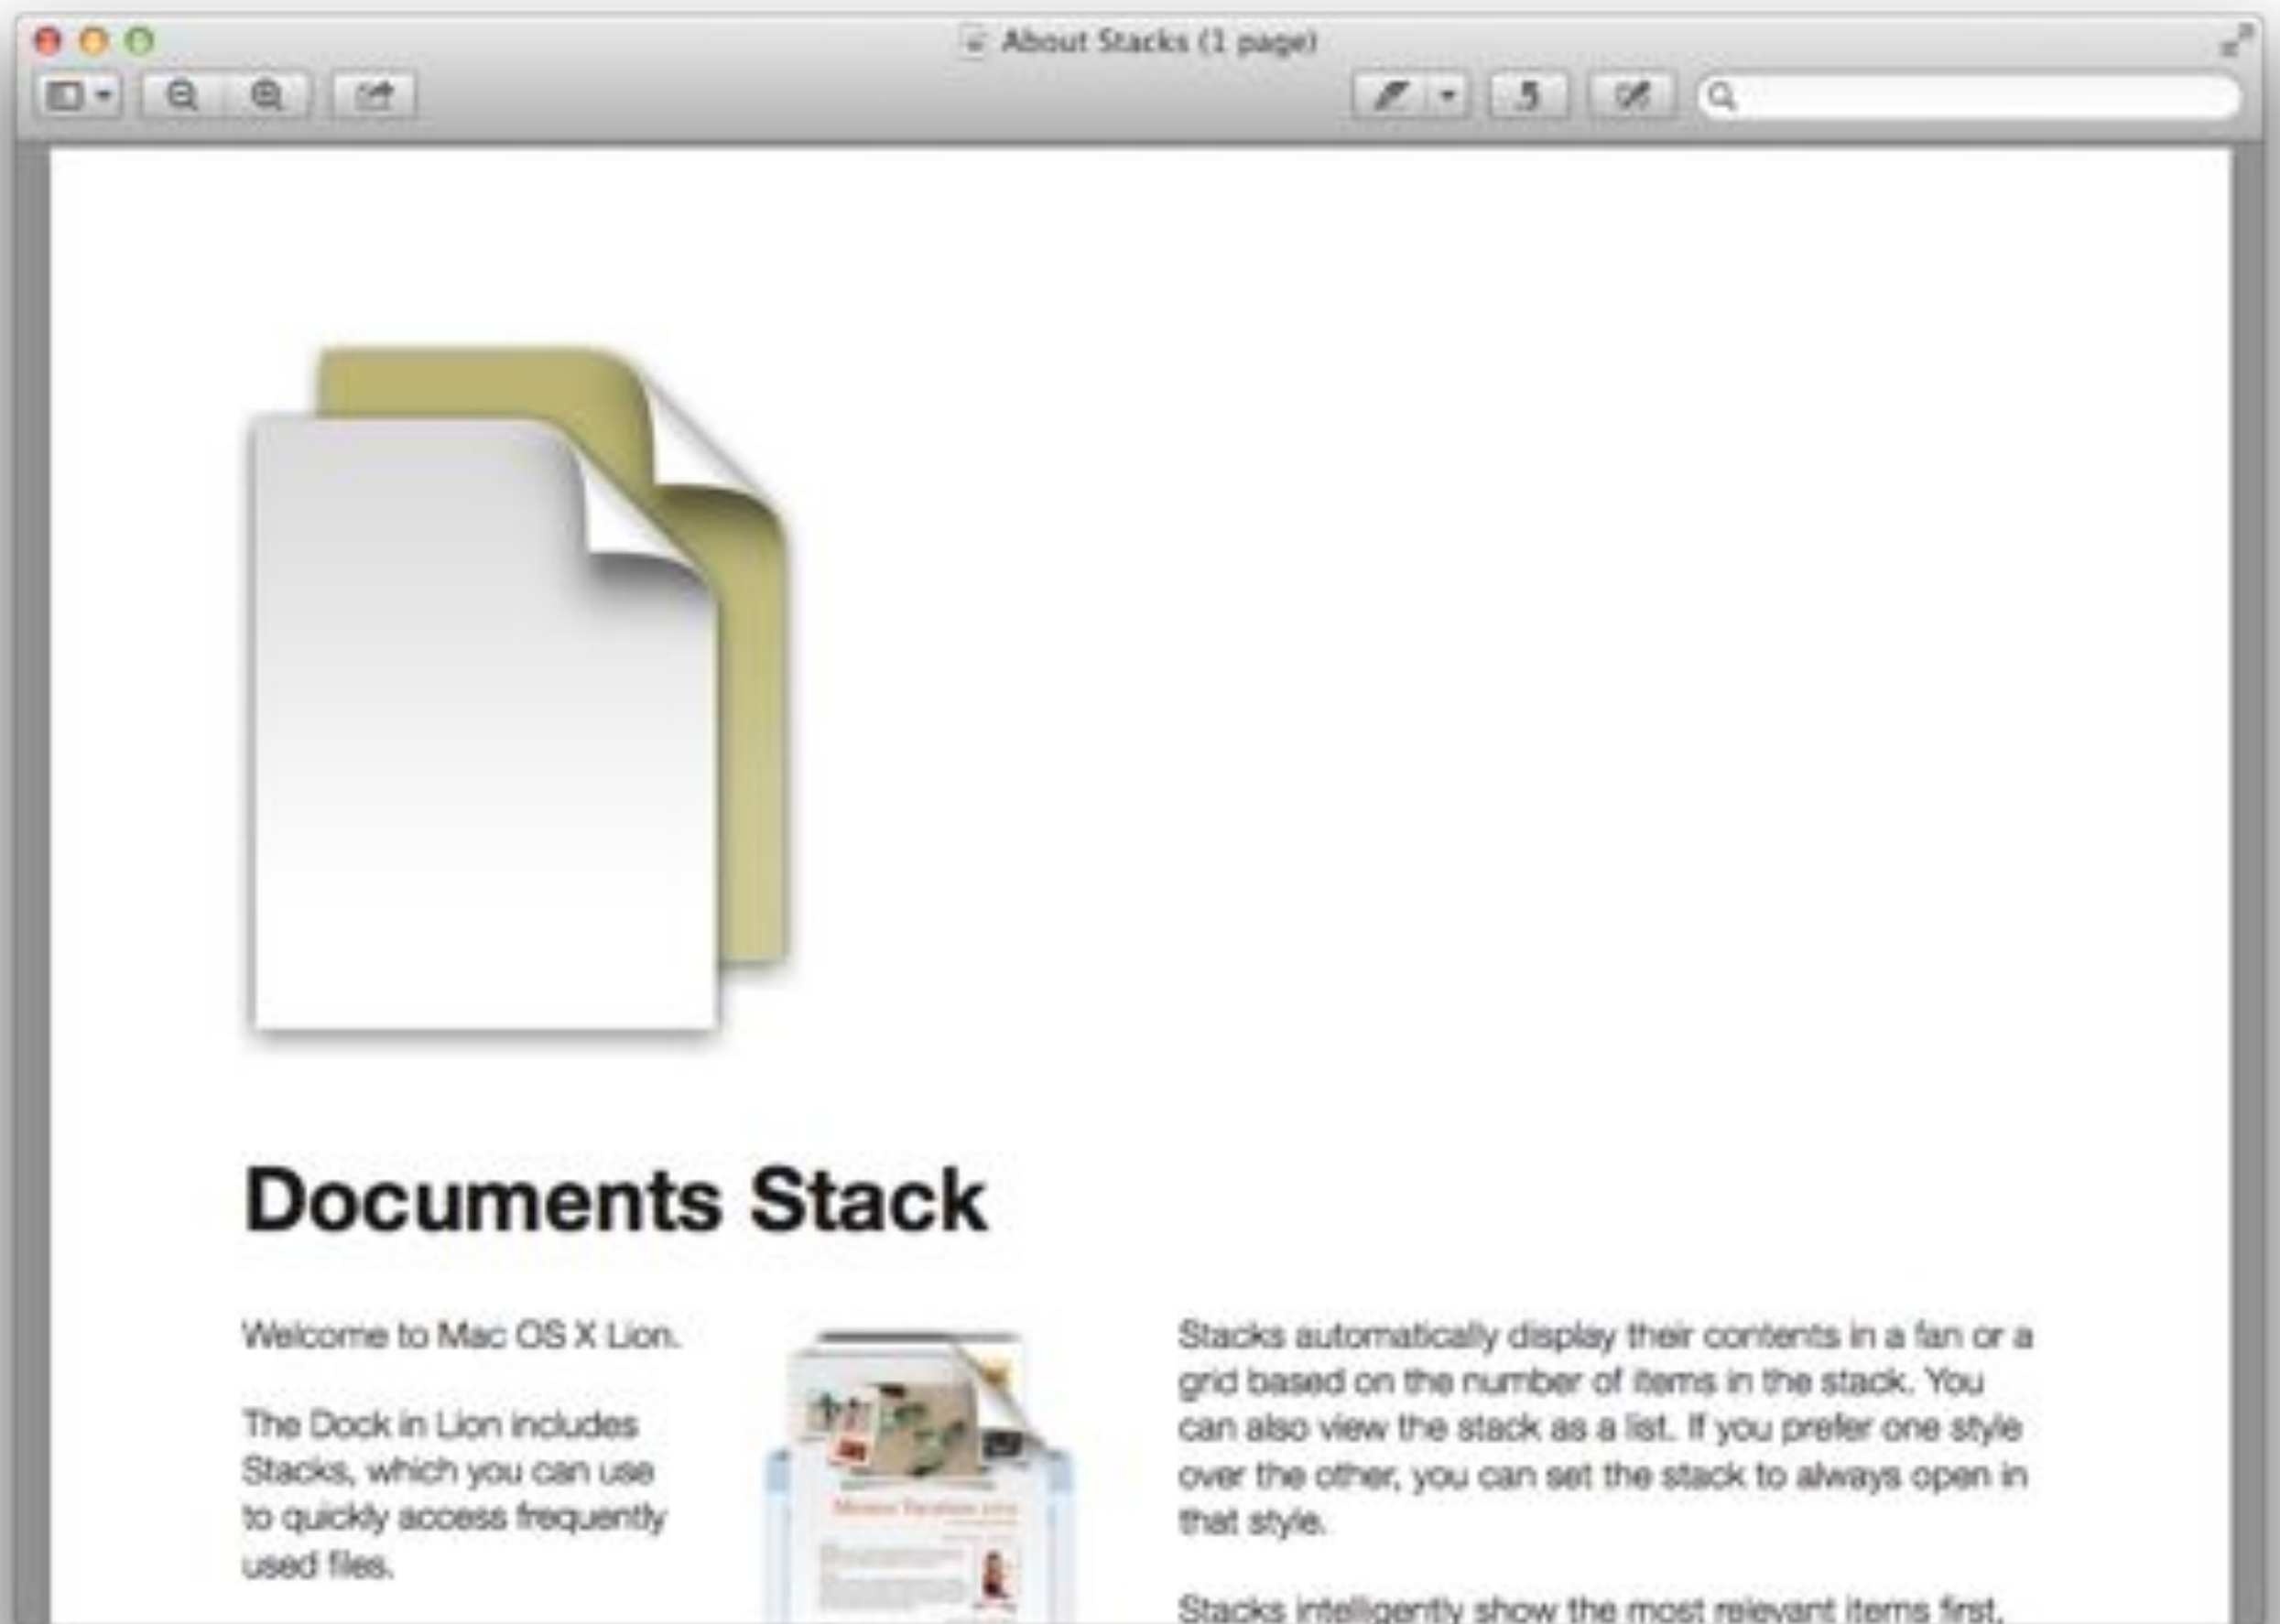 About Stacks (1 page)
Documents Stack
Welcome to Mac OS X Lion.
The Dock in Lion includes
Stacks, which you can use
to quickly access frequently
used files.
Stacks automatically display their contents in a fan or a
grid based on the number of items in the stack. You
can also view the stack as a list. If you prefer one style
over the other, you can set the stack to always open in
that style.
Stacks intelligently show the most relevant items first,